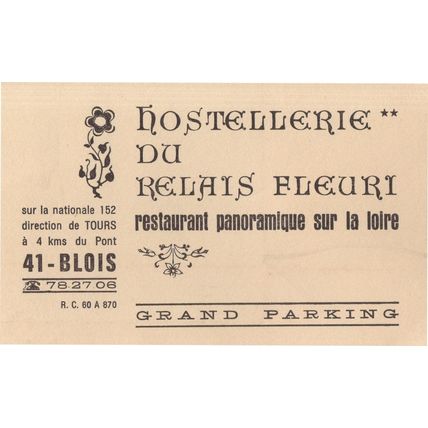 hOSTELLERIE **
DU
RELAIS FLEURI
restaurant panoramique sur la loire
sur la nationale 152
direction de TOURS
à 4 kms du Pont
41-BLOIS
☎ 78.27.06
R. C. 60 A 870
GRAND PARKING